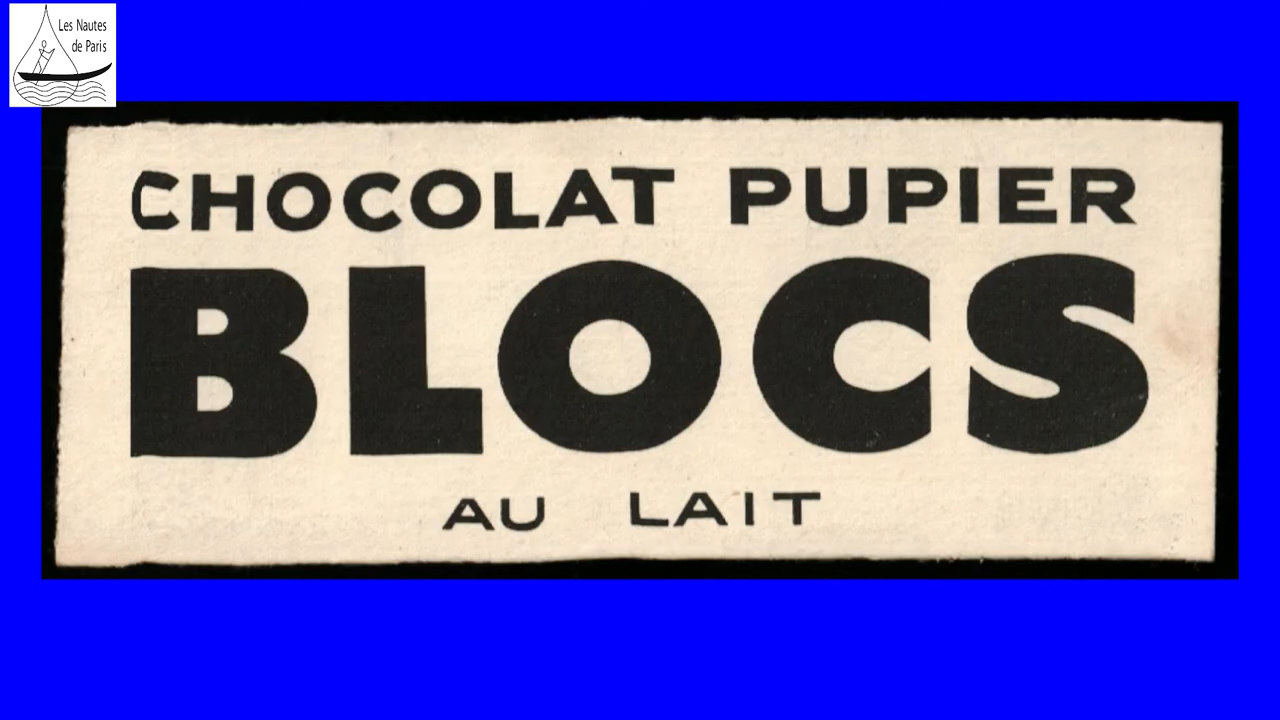 Les Nautes
de Paris
CHOCOLAT PUPIER
BLOCS
AU LAIT